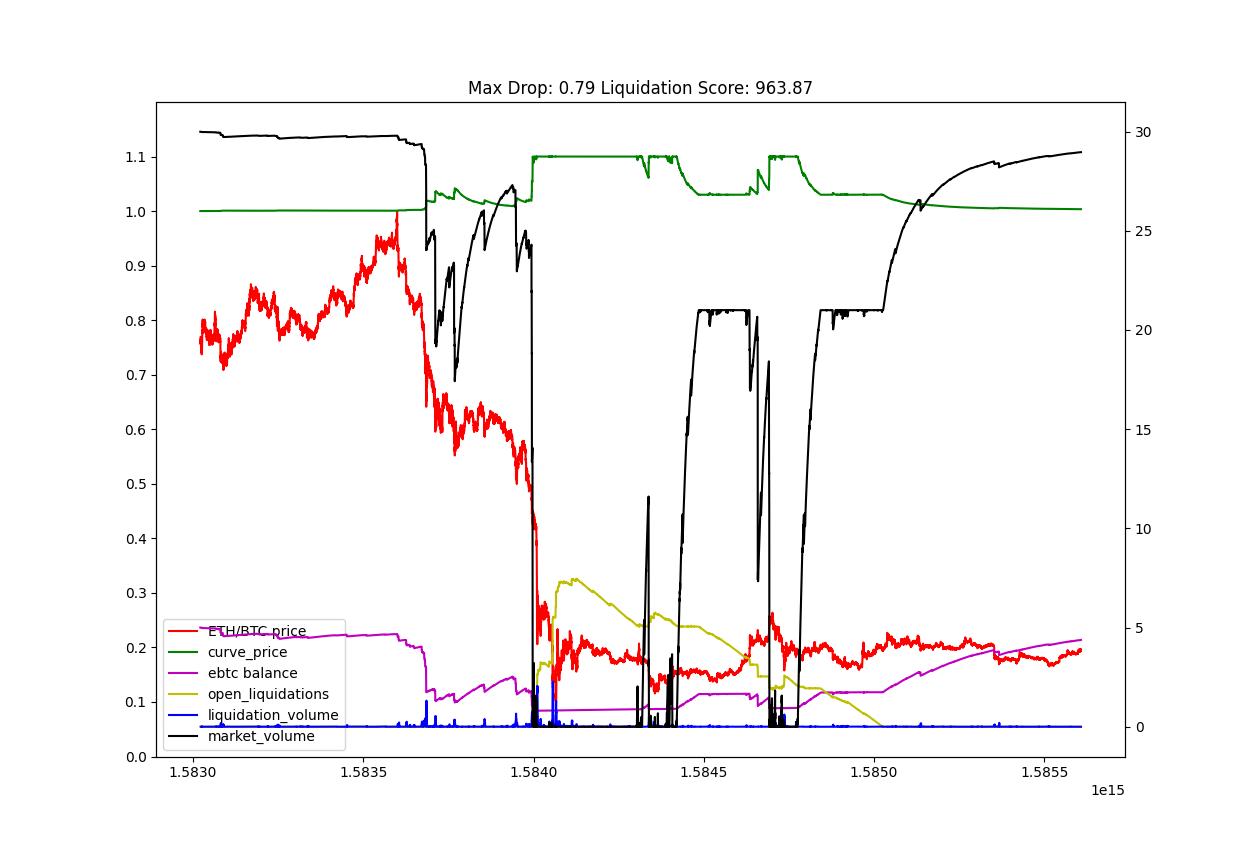 Max Drop: 0.79 Liquidation Score: 963.87
1.1
1.0
0.9
0.8
0.7
0.6
0.5
0.4
0.3
0.2
0.1
0.0
30
25
20
15
10
5
0
ETH/BTC price
curve_price
ebtc balance
open_liquidations
liquidation_volume
market_volume
1.5830 1.5835 1.5840 1.5845 1.5850 1.5855
1e15